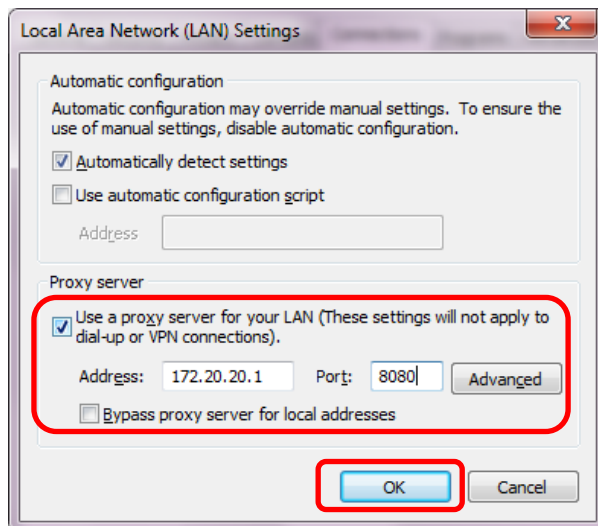 Local Area Network (LAN) Settings
Automatic configuration
Automatic configuration may override manual settings. To ensure the
use of manual settings, disable automatic configuration.
Automatically detect settings
Use automatic configuration script
Address
Proxy server
Use a proxy server for your LAN (These settings will not apply to
dial-up or VPN connections).
Address: 172.20.20.1 Port: 8080 Advanced
Bypass proxy server for local addresses
OK Cancel